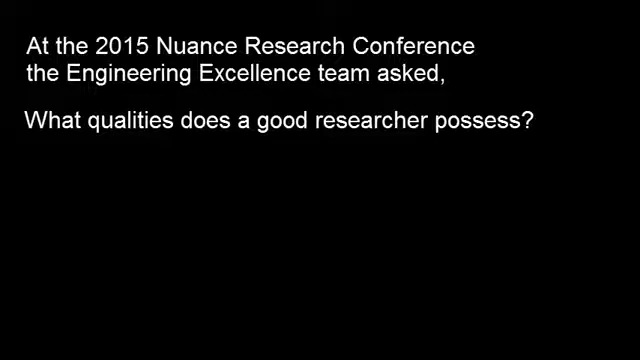 At the 2015 Nuance Research Conference
the Engineering Excellence team asked,
What qualities does a good researcher possess?